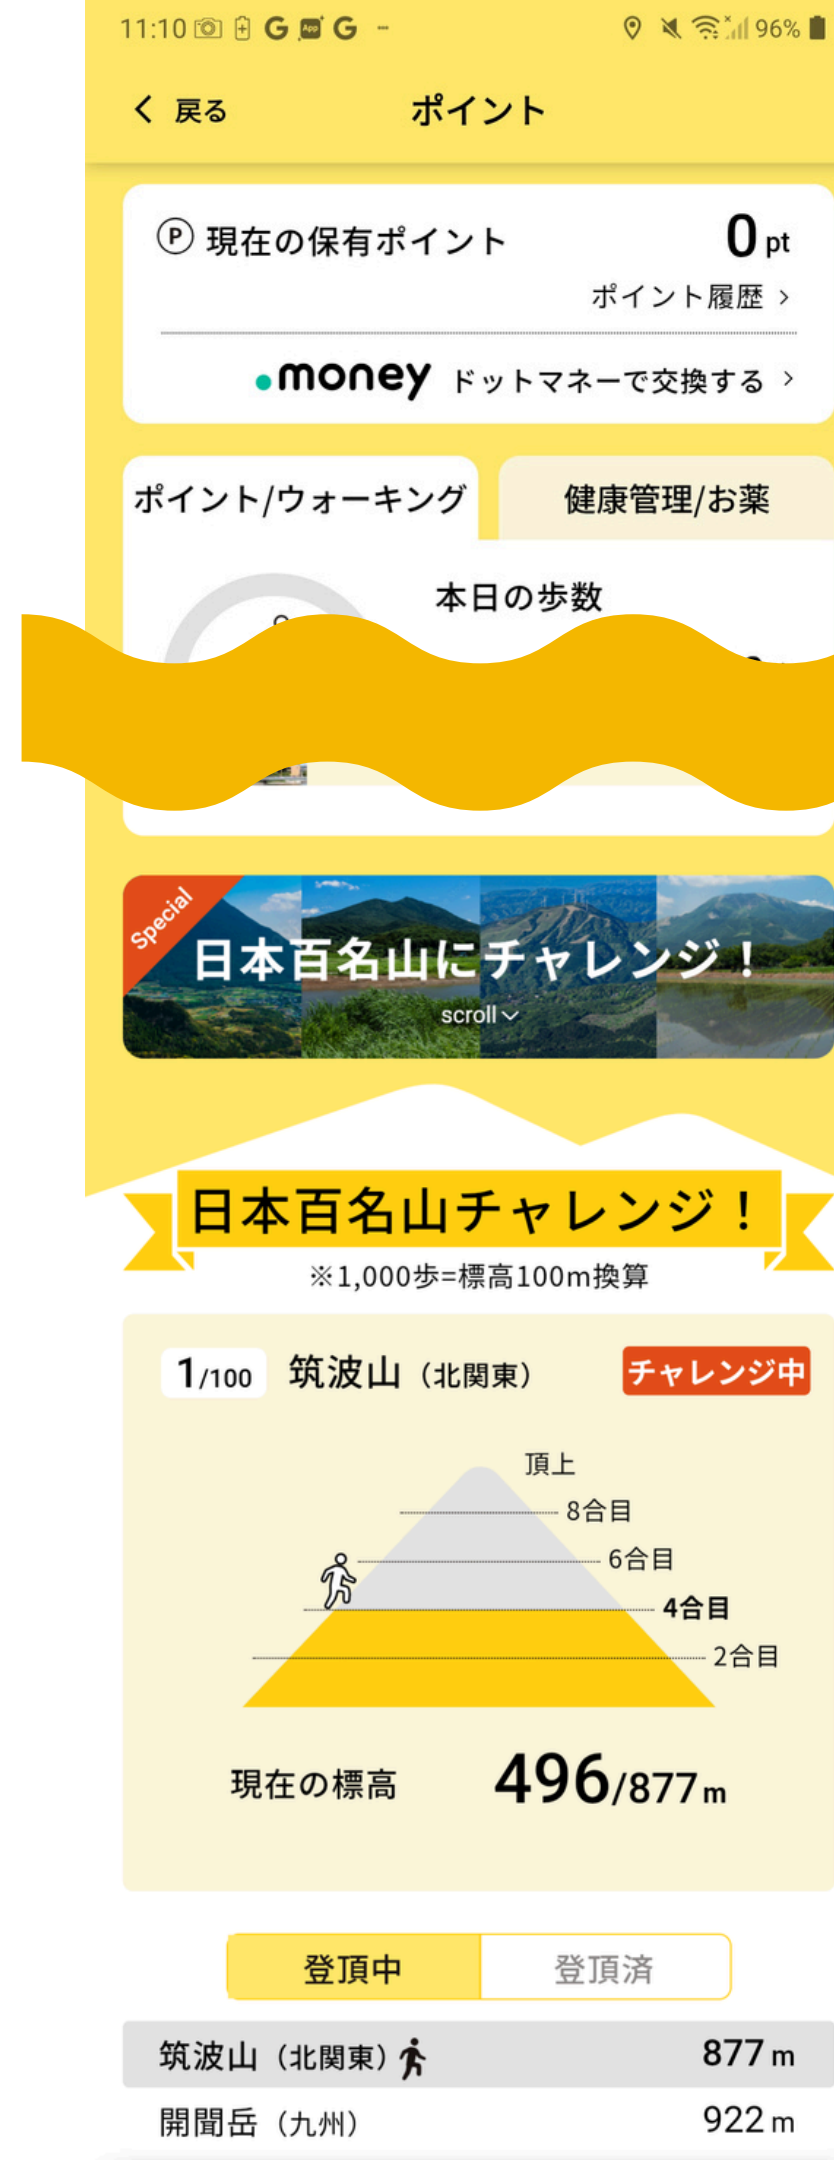 11:10 96%
戻る ポイント
P 現在の保有ポイント 0 pt
ポイント履歴 >
.money ドットマネーで交換する >
ポイント/ウォーキング 健康管理/お薬
本日の歩数
Special
日本百名山にチャレンジ！
scroll
日本百名山チャレンジ！
※1,000歩=標高100m換算
1/100 筑波山（北関東） チャレンジ中
頂上
8合目
6合目
4合目
2合目
現在の標高 496/877 m
登頂中 登頂済
筑波山（北関東） 877 m
開聞岳（九州） 922 m